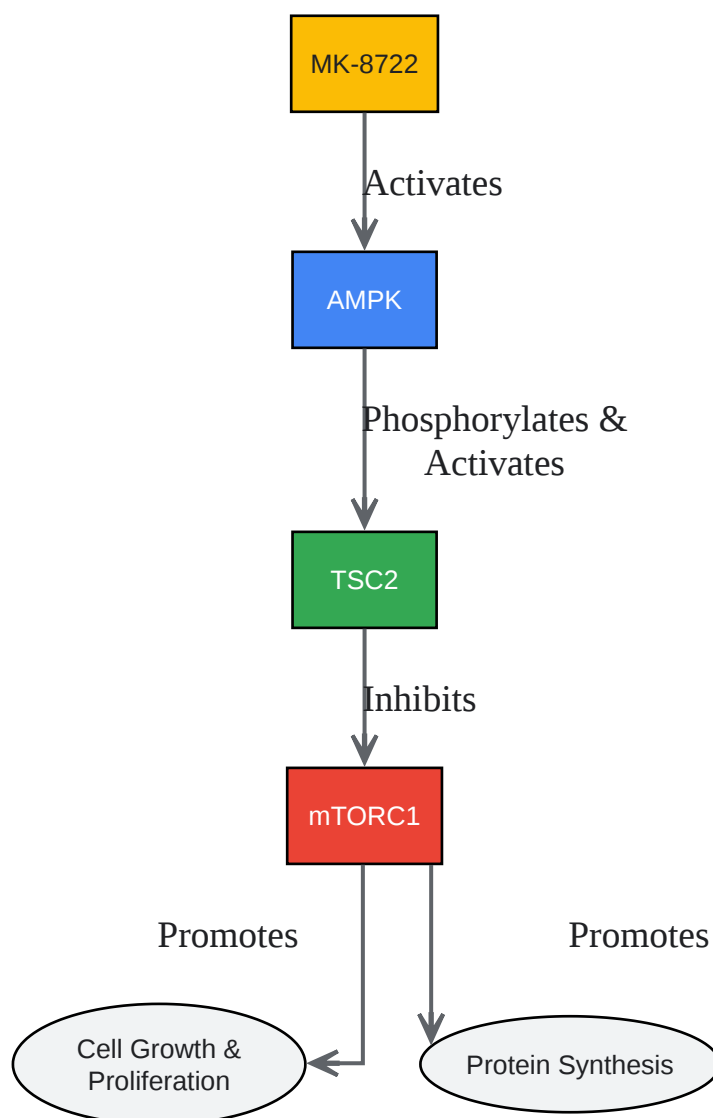 MK-8722
Activates
AMPK
Phosphorylates &
Activates
TSC2
Inhibits
mTORC1
Promotes
Promotes
Cell Growth &
Proliferation
Protein Synthesis